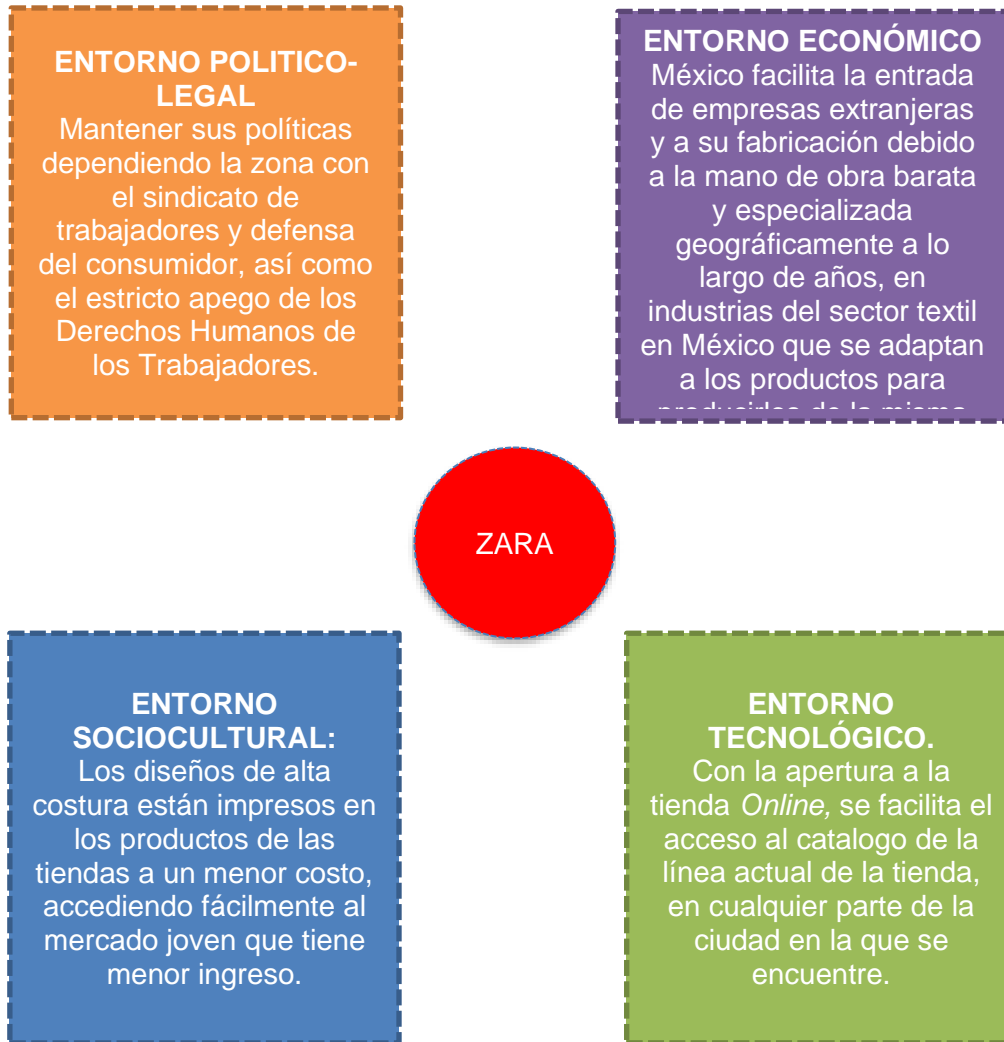 ENTORNO POLITICO-
LEGAL
Mantener sus políticas
dependiendo la zona con
el sindicato de
trabajadores y defensa
del consumidor, así como
el estricto apego de los
Derechos Humanos de
los Trabajadores.
ENTORNO ECONÓMICO
México facilita la entrada
de empresas extranjeras
y a su fabricación debido
a la mano de obra barata
y especializada
geográficamente a lo
largo de años, en
industrias del sector textil
en México que se adaptan
a los productos para
producirlos de la misma
ZARA
ENTORNO
SOCIOCULTURAL:
Los diseños de alta
costura están impresos en
los productos de las
tiendas a un menor costo,
accediendo fácilmente al
mercado joven que tiene
menor ingreso.
ENTORNO
TECNOLÓGICO.
Con la apertura a la
tienda Online, se facilita el
acceso al catalogo de la
línea actual de la tienda,
en cualquier parte de la
ciudad en la que se
encuentre.